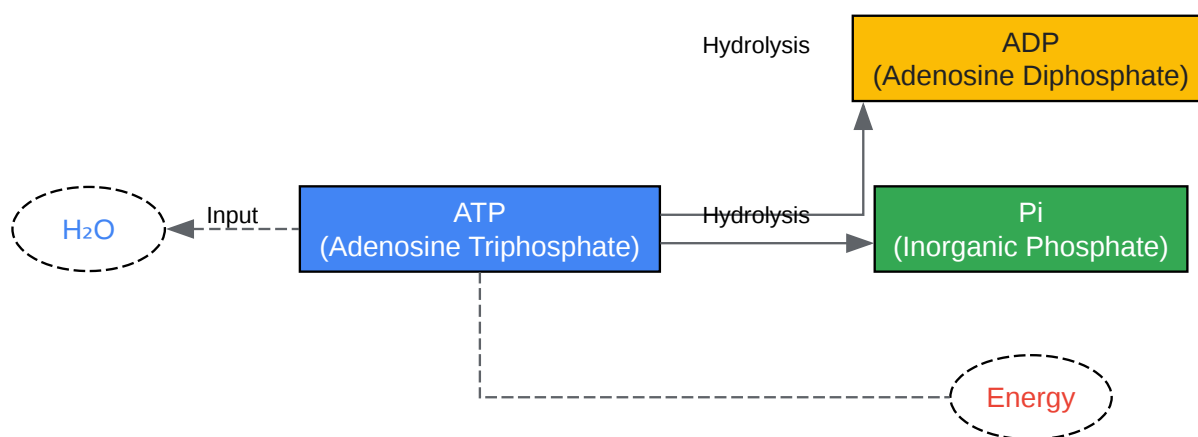 Hydrolysis
ADP
(Adenosine Diphosphate)
H₂O
Input
ATP
(Adenosine Triphosphate)
Hydrolysis
Pi
(Inorganic Phosphate)
Energy